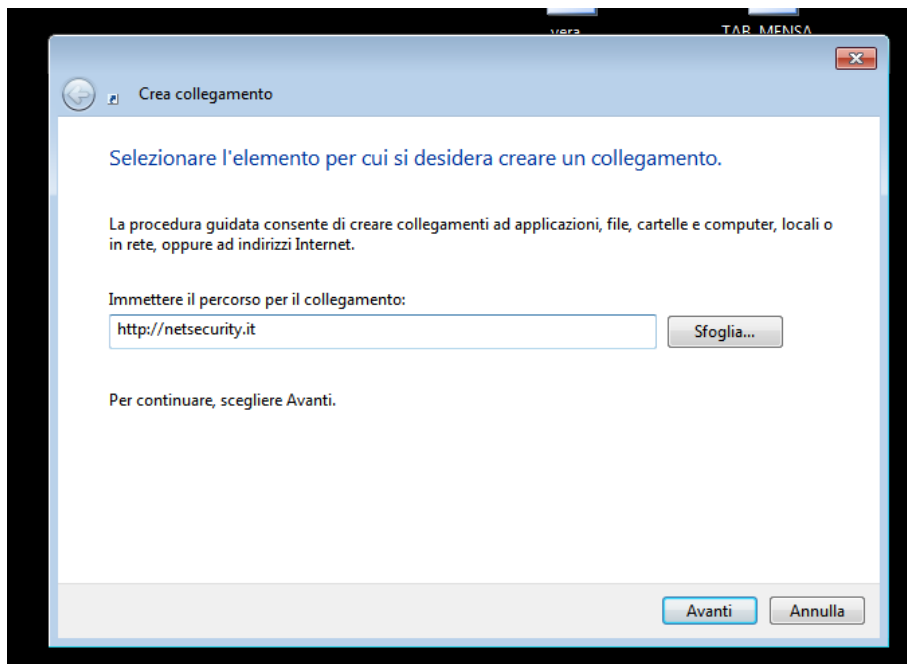 vera
TAB_MENSA
Crea collegamento
Selezionare l'elemento per cui si desidera creare un collegamento.
La procedura guidata consente di creare collegamenti ad applicazioni, file, cartelle e computer, locali o
in rete, oppure ad indirizzi Internet.
Immettere il percorso per il collegamento:
http://netsecurity.it
Sfoglia...
Per continuare, scegliere Avanti.
Avanti
Annulla